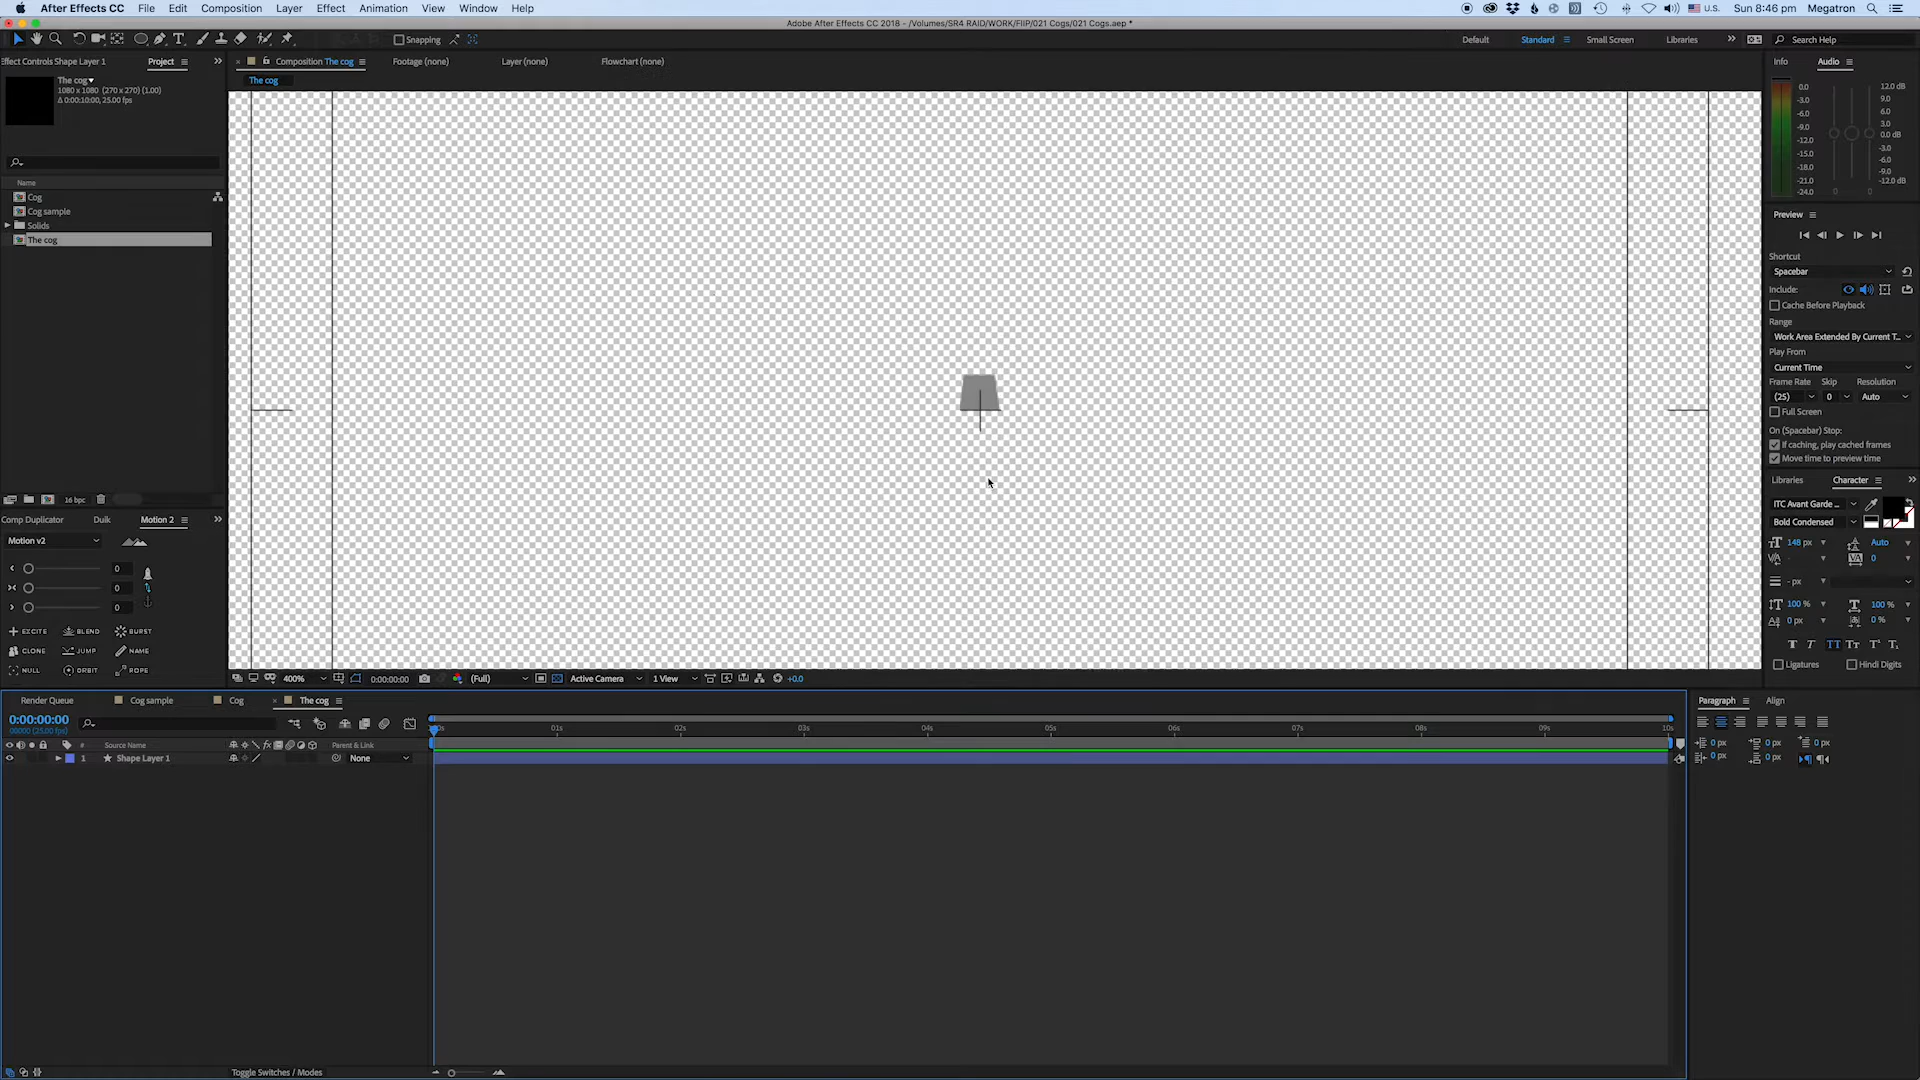 After Effects CC File Edit Composition Layer Effect Animation View Window Help U.S. Sun 8:46 pm Megatron
Adobe After Effects CC 2018 - /Volumes/SR4 RAID/WORK/FIIP/021 Cogs/021 Cogs.aep *
Snapping Default Standard Small Screen Libraries Search Help
Effect Controls Shape Layer 1 Project Composition The cog Footage (none) Layer (none) Flowchart (none) Info Audio
The cog
The cog
1080 x 1080 (270 x 270) (1.00)
Δ 0:00:10:00, 25.00 fps
Name
Cog
Cog sample
Solids
The cog
16 bpc
Comp Duplicator Duik Motion 2
Motion v2
0
0
0
EXCITE BLEND BURST
CLONE JUMP NAME
NULL ORBIT ROPE
400% 0:00:00:00 (Full) Active Camera 1 View +0.0
0.0
-3.0
-6.0
-9.0
-12.0
-15.0
-18.0
-21.0
-24.0
12.0 dB
9.0
6.0
3.0
0.0 dB
-3.0
-6.0
-9.0
-12.0 dB
0 0
Preview
Shortcut
Spacebar
Include:
Cache Before Playback
Range
Work Area Extended By Current T...
Play From
Current Time
Frame Rate Skip Resolution
(25) 0 Auto
Full Screen
On (Spacebar) Stop:
If caching, play cached frames
Move time to preview time
Libraries Character
ITC Avant Garde ...
Bold Condensed
148 px Auto
0
- px
100 % 100 %
0 px 0 %
Ligatures Hindi Digits
Render Queue Cog sample Cog The cog
0:00:00:00
00000 (25.00 fps)
01s 02s 03s 04s 05s 06s 07s 08s 09s 10s
# Source Name Parent & Link
1 Shape Layer 1 None
Toggle Switches / Modes
Paragraph Align
0 px 0 px 0 px
0 px 0 px